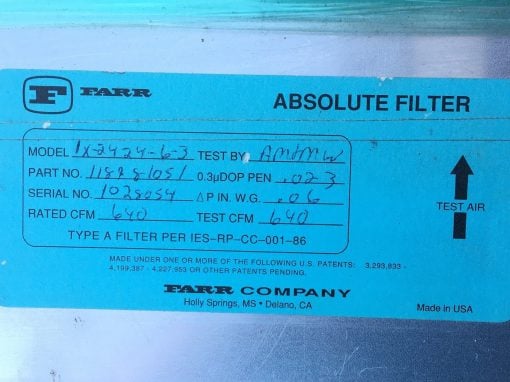 F FARR
ABSOLUTE FILTER
MODEL 1X-2424-6-3 TEST BY
PART NO. 0.3µDOP PEN .023
SERIAL NO. 1028054 ΔP IN. W.G. .06
RATED CFM 640 TEST CFM 640
TYPE A FILTER PER IES-RP-CC-001-86
TEST AIR
MADE UNDER ONE OR MORE OF THE FOLLOWING U.S. PATENTS: 3,293,833 -
4,199,387 - 4,227,953 OR OTHER PATENTS PENDING.
FARR COMPANY
Holly Springs, MS • Delano, CA
Made in USA